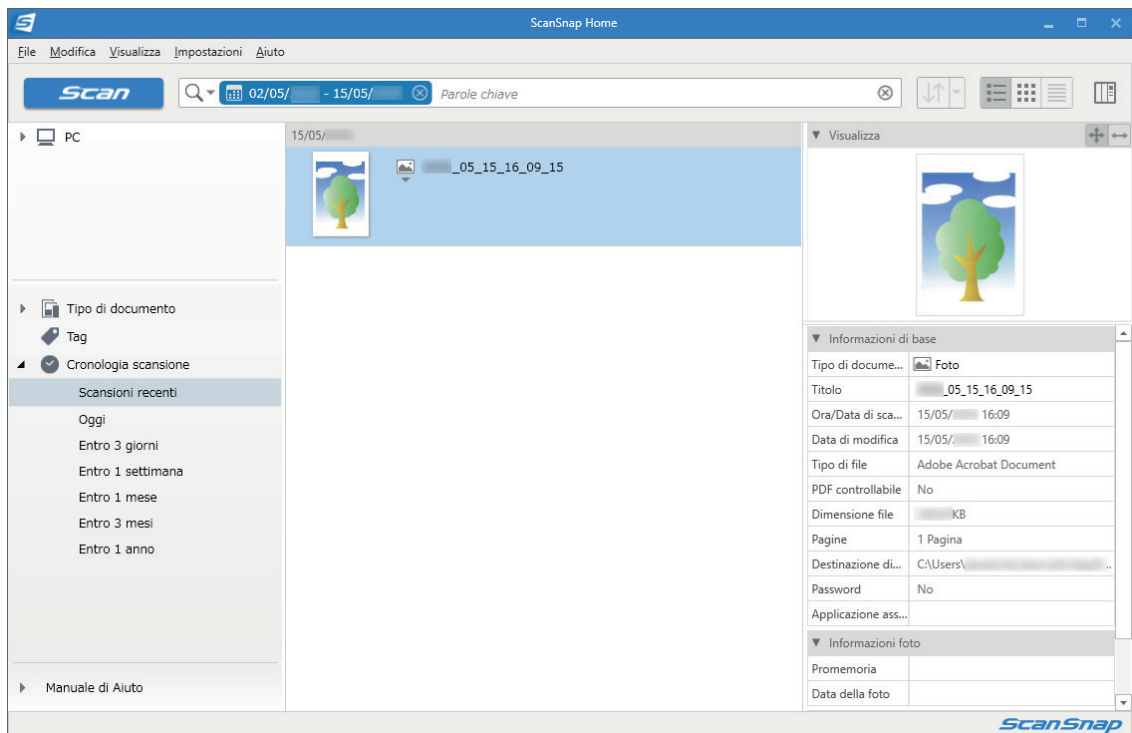 ScanSnap Home
File Modifica Visualizza Impostazioni Aiuto
Scan 02/05/ - 15/05/ Parole chiave
PC
Tipo di documento
Tag
Cronologia scansione
Scansioni recenti
Oggi
Entro 3 giorni
Entro 1 settimana
Entro 1 mese
Entro 3 mesi
Entro 1 anno
Manuale di Aiuto
15/05/
_05_15_16_09_15
Visualizza
Informazioni di base
Tipo di docume... Foto
Titolo _05_15_16_09_15
Ora/Data di sca... 15/05/ 16:09
Data di modifica 15/05/ 16:09
Tipo di file Adobe Acrobat Document
PDF controllabile No
Dimensione file KB
Pagine 1 Pagina
Destinazione di... C:\Users\ ..
Password No
Applicazione ass...
Informazioni foto
Promemoria
Data della foto
ScanSnap